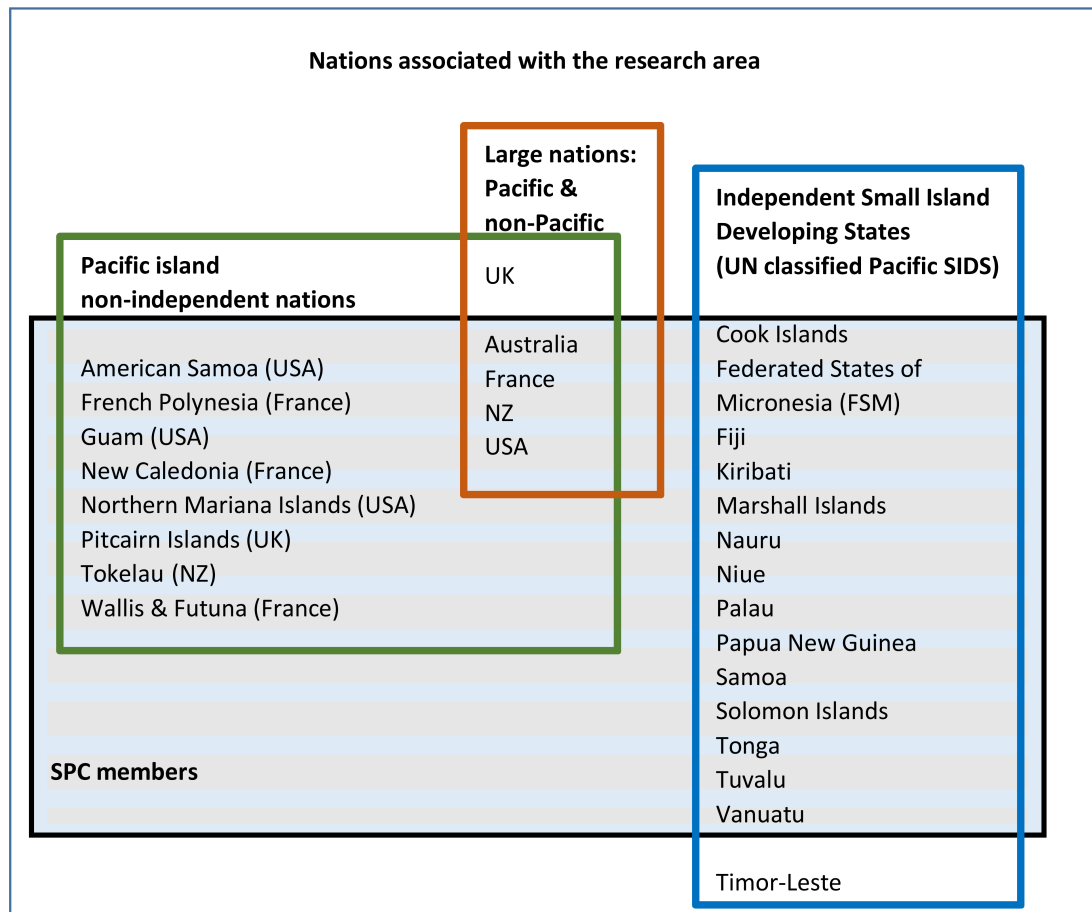 Nations associated with the research area
Large nations:
Pacific &
non-Pacific
UK
Australia
France
NZ
USA
Pacific island
non-independent nations
American Samoa (USA)
French Polynesia (France)
Guam (USA)
New Caledonia (France)
Northern Mariana Islands (USA)
Pitcairn Islands (UK)
Tokelau (NZ)
Wallis & Futuna (France)
SPC members
Independent Small Island
Developing States
(UN classified Pacific SIDS)
Cook Islands
Federated States of
Micronesia (FSM)
Fiji
Kiribati
Marshall Islands
Nauru
Niue
Palau
Papua New Guinea
Samoa
Solomon Islands
Tonga
Tuvalu
Vanuatu
Timor-Leste